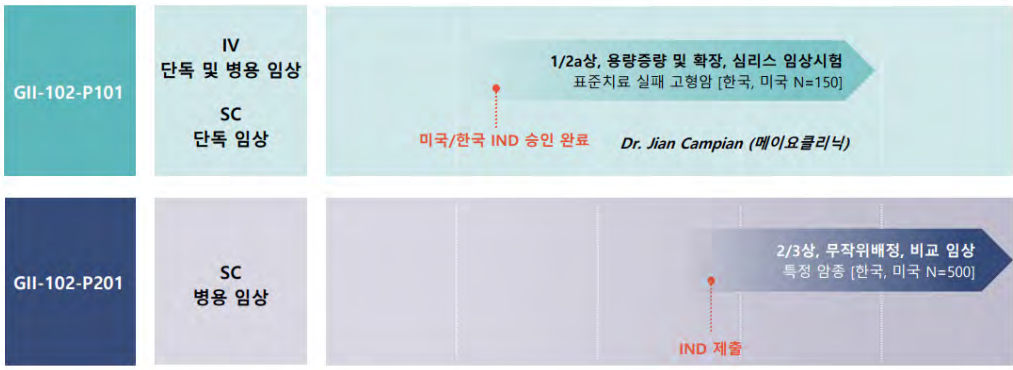 GII-102-P101
IV
단독 및 병용 임상
SC
단독 임상
1/2a상, 용량증량 및 확장, 심리스 임상시험
표준치료 실패 고형암 [한국, 미국 N=150]
미국/한국 IND 승인 완료
Dr. Jian Campian (메이요클리닉)
GII-102-P201
SC
병용 임상
2/3상, 무작위배정, 비교 임상
특정 암종 [한국, 미국 N=500]
IND 제출